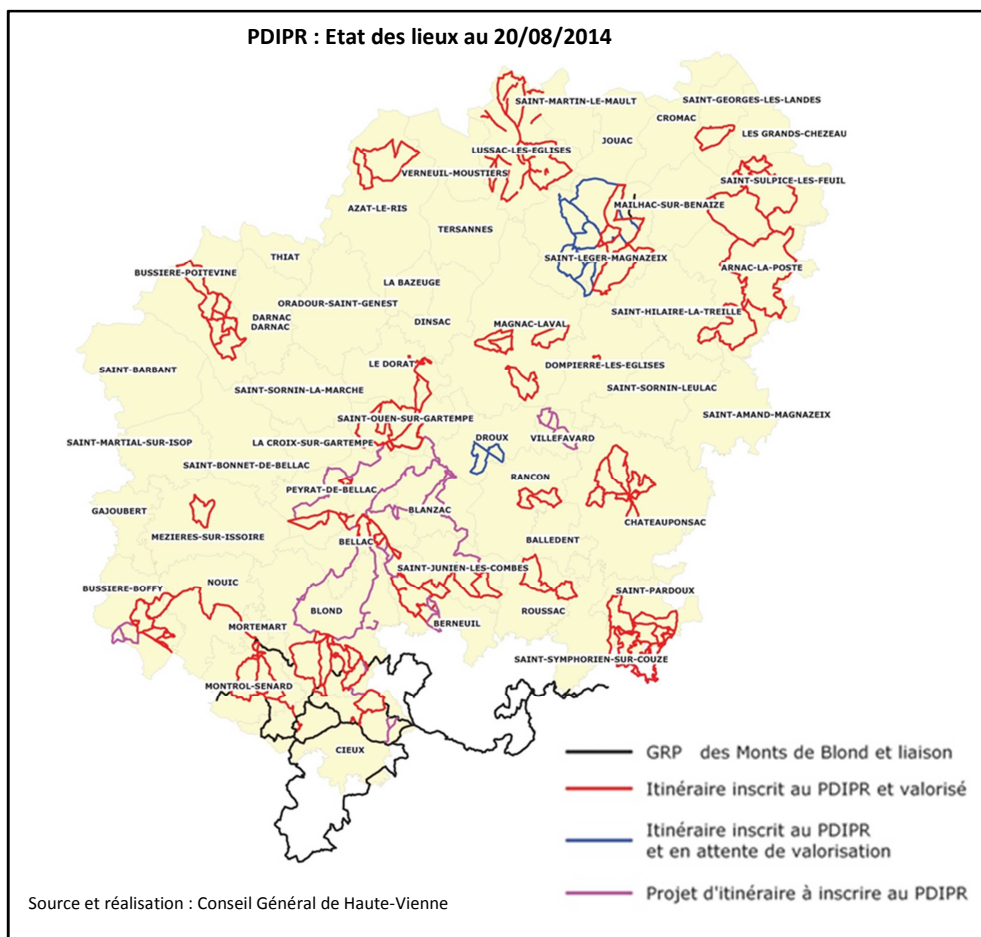 PDIPR : Etat des lieux au 20/08/2014
SAINT-MARTIN-LE-MAULT
SAINT-GEORGES-LES-LANDES
CROMAC
LES GRANDS-CHEZEAU
JOUAC
LUSSAC-LES-EGLISES
VERNEUIL-MOUSTIERS
SAINT-SULPICE-LES-FEUIL
AZAT-LE-RIS
MAILHAC-SUR-BENAIZE
TERSANNES
THIAT
SAINT-LEGER-MAGNAZEIX
BUSSIERE-POITEVINE
ARNAC-LA-POSTE
LA BAZEUGE
ORADOUR-SAINT-GENEST
SAINT-HILAIRE-LA-TREILLE
DARNAC
DARNAC
DINSAC
MAGNAC-LAVAL
LE DORAT
DOMPIERRE-LES-EGLISES
SAINT-BARBANT
SAINT-SORNIN-LA-MARCHE
SAINT-SORNIN-LEULAC
SAINT-OUEN-SUR-GARTEMPE
SAINT-AMAND-MAGNAZEIX
SAINT-MARTIAL-SUR-ISOP
LA CROIX-SUR-GARTEMPE
DROUX
VILLEFAVARD
SAINT-BONNET-DE-BELLAC
RANCON
PEYRAT-DE-BELLAC
GAJOUBERT
BLANZAC
CHATEAUPONSAC
MEZIERES-SUR-ISSOIRE
BELLAC
BALLEDENT
SAINT-JUNIEN-LES-COMBES
NOUIC
BUSSIERE-BOFFY
SAINT-PARDOUX
BLOND
ROUSSAC
BERNEUIL
MORTEMART
SAINT-SYMPHORIEN-SUR-COUZE
MONTROL-SENARD
CIEUX
GRP des Monts de Blond et liaison
Itinéraire inscrit au PDIPR et valorisé
Itinéraire inscrit au PDIPR
et en attente de valorisation
Projet d'itinéraire à inscrire au PDIPR
Source et réalisation : Conseil Général de Haute-Vienne